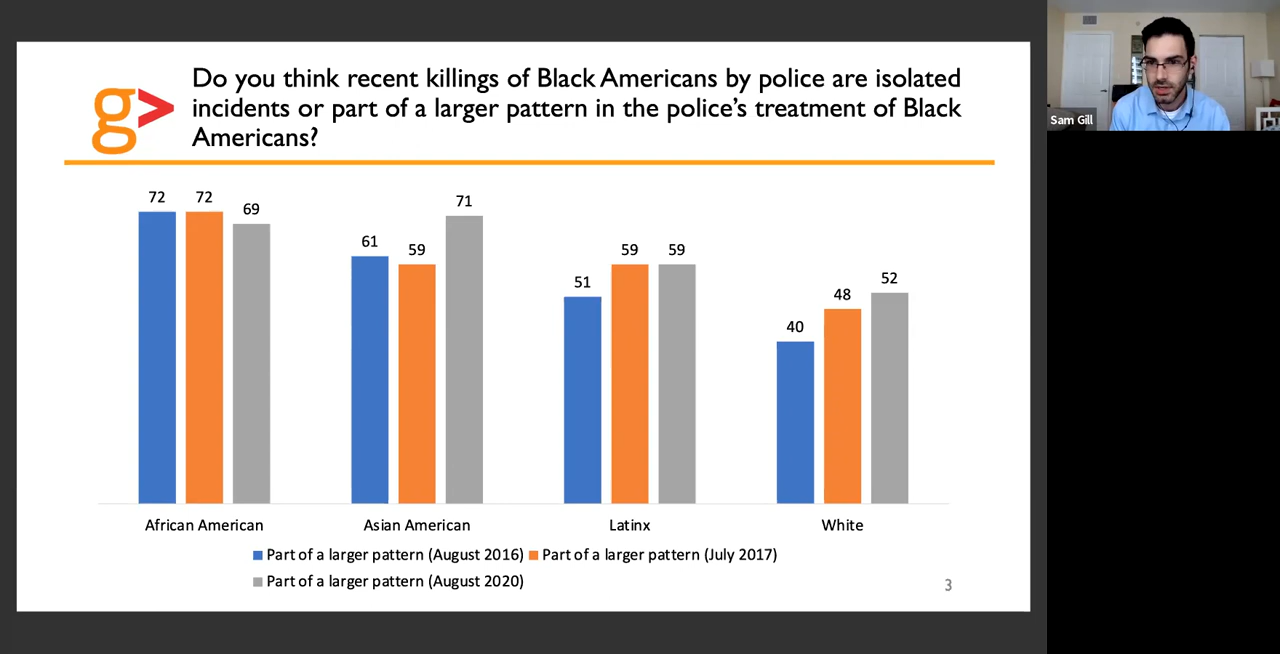 g>
Do you think recent killings of Black Americans by police are isolated
incidents or part of a larger pattern in the police’s treatment of Black
Americans?
72 72 69
61 59 71
51 59 59
40 48 52
African American Asian American Latinx White
Part of a larger pattern (August 2016) Part of a larger pattern (July 2017)
Part of a larger pattern (August 2020)
3
Sam Gill